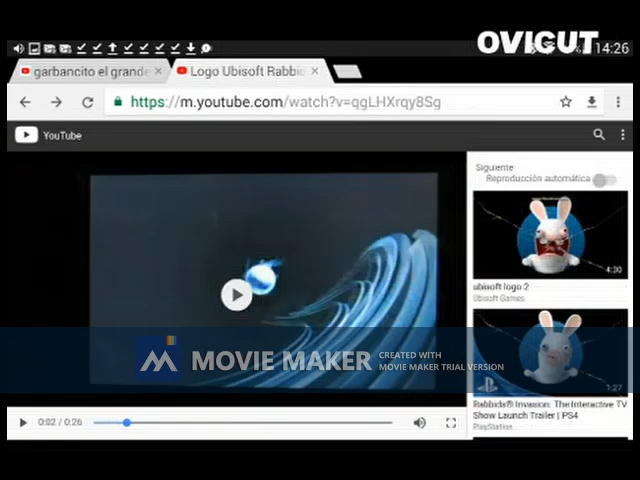 OVICUT
14:26
garbancito el grande
Logo Ubisoft Rabbio
https://m.youtube.com/watch?v=qgLHXrqy8Sg
YouTube
Siguiente
Reproducción automática
4:30
ubisoft logo 2
Ubisoft Games
MOVIE MAKER
CREATED WITH
MOVIE MAKER TRIAL VERSION
1:27
Rabbids® Invasion: The Interactive TV
Show Launch Trailer | PS4
PlayStation
0:02 / 0:26